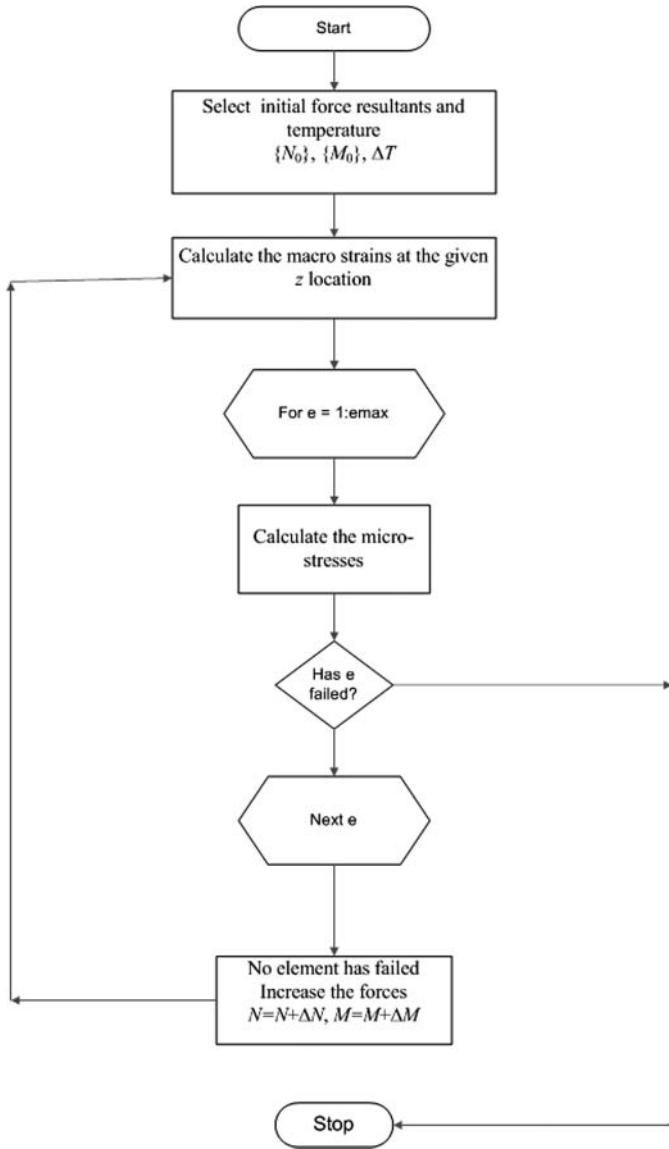 Start
Select initial force resultants and
temperature
{N₀}, {M₀}, ΔT
Calculate the macro strains at the given
z location
For e = 1:emax
Calculate the micro-
stresses
Has e
failed?
Next e
No element has failed
Increase the forces
N=N+ΔN, M=M+ΔM
Stop